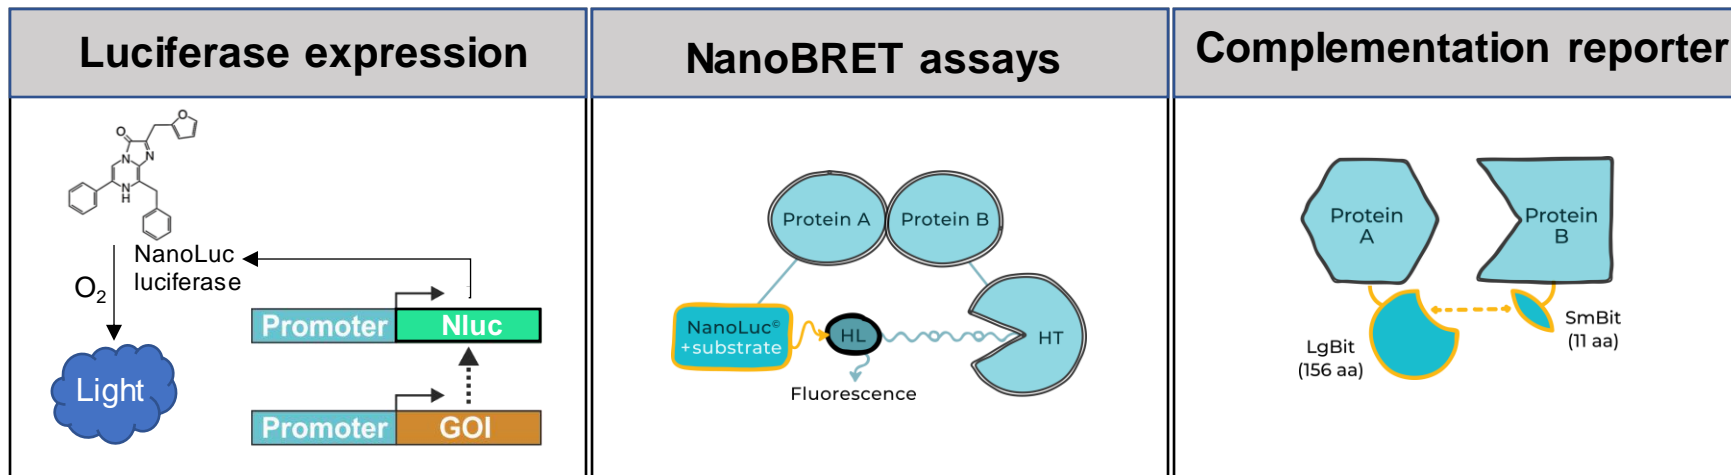 Luciferase expression
NanoBRET assays
Complementation reporter
O
O
N
N
N
H
NanoLuc
luciferase
O₂
Light
Promoter
Nluc
Promoter
GOI
Protein A
Protein B
NanoLuc©
+substrate
HL
HT
Fluorescence
Protein
A
Protein
B
LgBit
(156 aa)
SmBit
(11 aa)